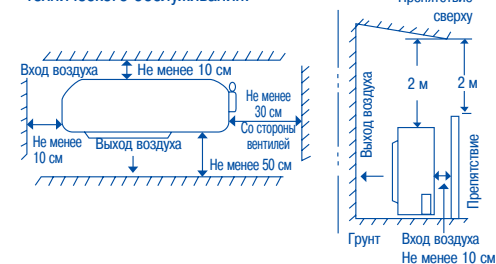 Препятствие
сверху
Вход воздуха
Не менее 10 см
Не менее
30 см
Со стороны
вентилей
Не менее
10 см
Выход воздуха
Не менее 50 см
2 м
2 м
Выход воздуха
Препятствие
Грунт
Вход воздуха
Не менее 10 см